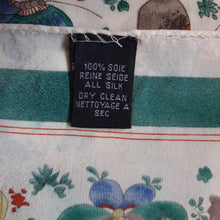 100% SOIE
REINE SEIDE
ALL SILK
DRY CLEAN
NETTOYAGE A
SEC